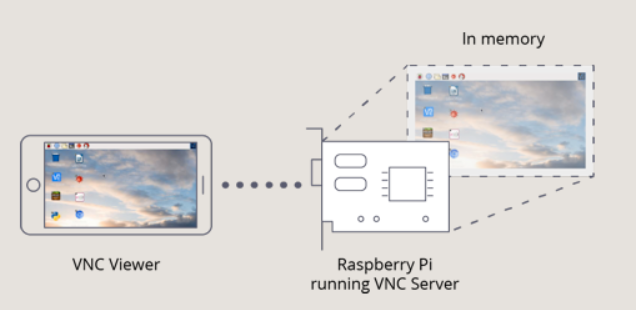 In memory
VNC Viewer
Raspberry Pi
running VNC Server